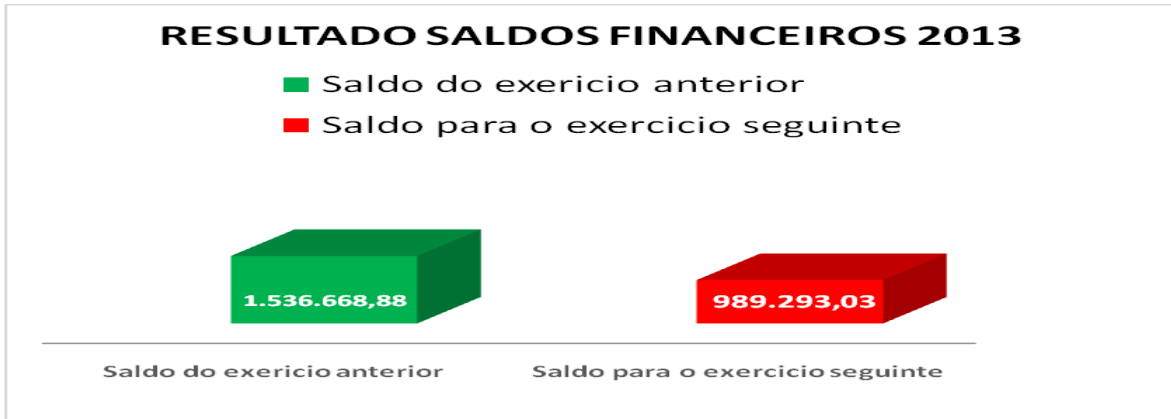 RESULTADO SALDOS FINANCEIROS 2013
Saldo do exericio anterior
Saldo para o exercicio seguinte
1.536.668,88
989.293,03
Saldo do exericio anterior
Saldo para o exercicio seguinte